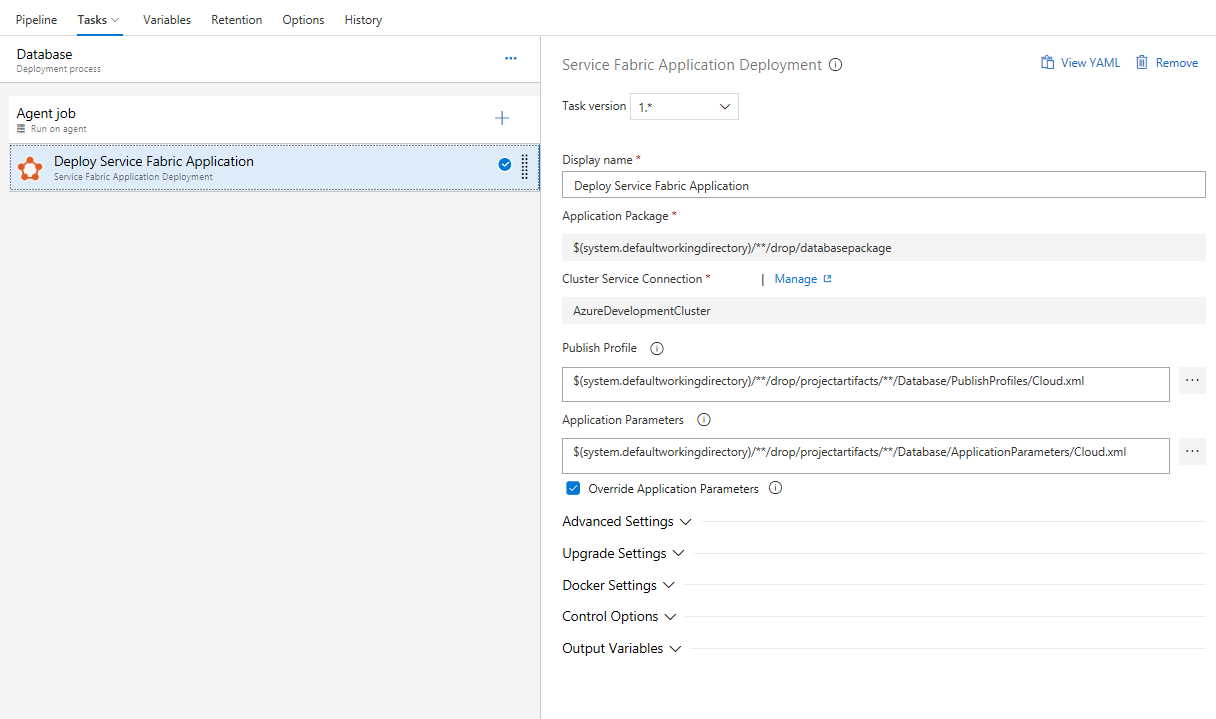 Pipeline Tasks Variables Retention Options History
Database
Deployment process
Agent job
Run on agent
Deploy Service Fabric Application
Service Fabric Application Deployment
Service Fabric Application Deployment
View YAML Remove
Task version 1.*
Display name *
Deploy Service Fabric Application
Application Package *
$(system.defaultworkingdirectory)/**/drop/databasepackage
Cluster Service Connection * | Manage
AzureDevelopmentCluster
Publish Profile
$(system.defaultworkingdirectory)/**/drop/projectartifacts/**/Database/PublishProfiles/Cloud.xml
Application Parameters
$(system.defaultworkingdirectory)/**/drop/projectartifacts/**/Database/ApplicationParameters/Cloud.xml
Override Application Parameters
Advanced Settings
Upgrade Settings
Docker Settings
Control Options
Output Variables